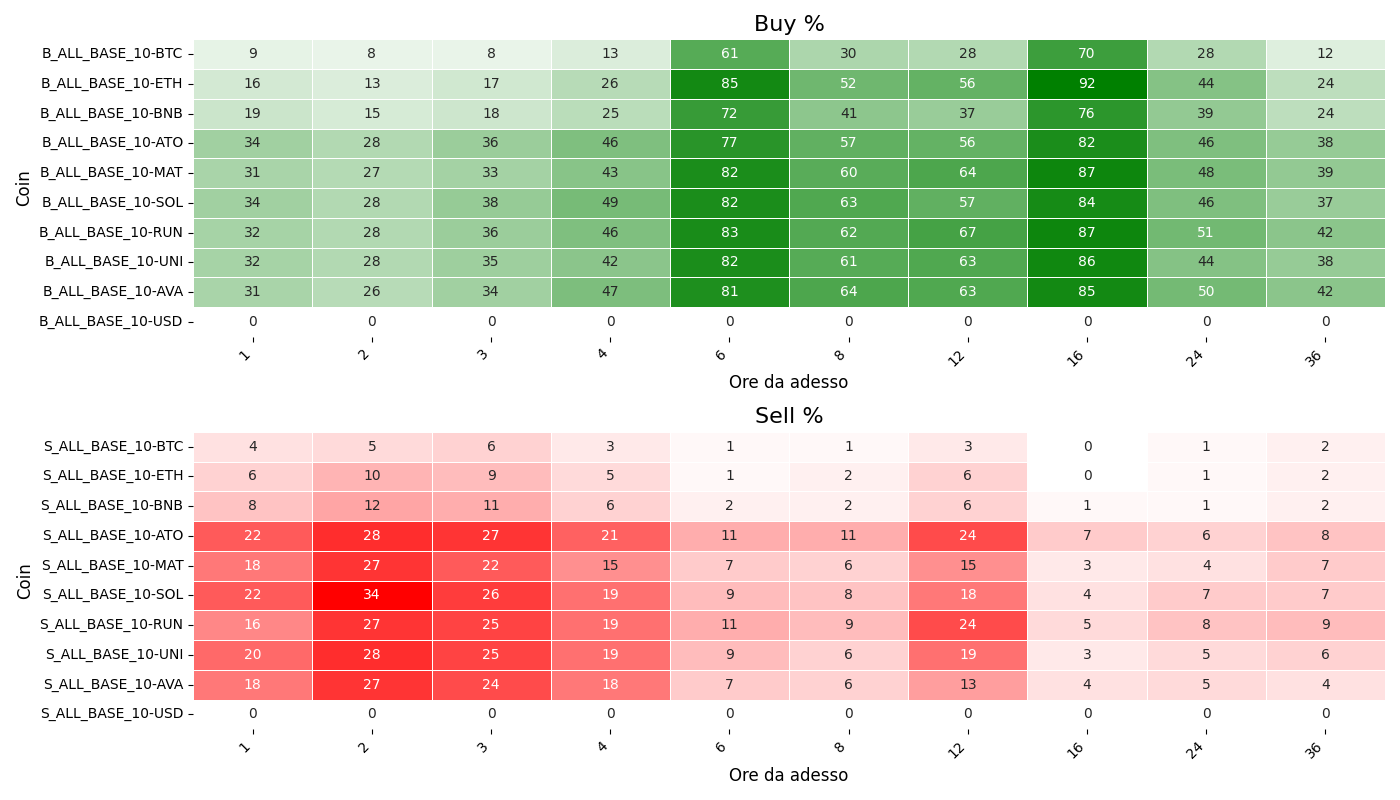 Buy %
Coin
B_ALL_BASE_10-BTC 9 8 8 13 61 30 28 70 28 12
B_ALL_BASE_10-ETH 16 13 17 26 85 52 56 92 44 24
B_ALL_BASE_10-BNB 19 15 18 25 72 41 37 76 39 24
B_ALL_BASE_10-ATO 34 28 36 46 77 57 56 82 46 38
B_ALL_BASE_10-MAT 31 27 33 43 82 60 64 87 48 39
B_ALL_BASE_10-SOL 34 28 38 49 82 63 57 84 46 37
B_ALL_BASE_10-RUN 32 28 36 46 83 62 67 87 51 42
B_ALL_BASE_10-UNI 32 28 35 42 82 61 63 86 44 38
B_ALL_BASE_10-AVA 31 26 34 47 81 64 63 85 50 42
B_ALL_BASE_10-USD 0 0 0 0 0 0 0 0 0 0
1 2 3 4 6 8 12 16 24 36
Ore da adesso
Sell %
Coin
S_ALL_BASE_10-BTC 4 5 6 3 1 1 3 0 1 2
S_ALL_BASE_10-ETH 6 10 9 5 1 2 6 0 1 2
S_ALL_BASE_10-BNB 8 12 11 6 2 2 6 1 1 2
S_ALL_BASE_10-ATO 22 28 27 21 11 11 24 7 6 8
S_ALL_BASE_10-MAT 18 27 22 15 7 6 15 3 4 7
S_ALL_BASE_10-SOL 22 34 26 19 9 8 18 4 7 7
S_ALL_BASE_10-RUN 16 27 25 19 11 9 24 5 8 9
S_ALL_BASE_10-UNI 20 28 25 19 9 6 19 3 5 6
S_ALL_BASE_10-AVA 18 27 24 18 7 6 13 4 5 4
S_ALL_BASE_10-USD 0 0 0 0 0 0 0 0 0 0
1 2 3 4 6 8 12 16 24 36
Ore da adesso